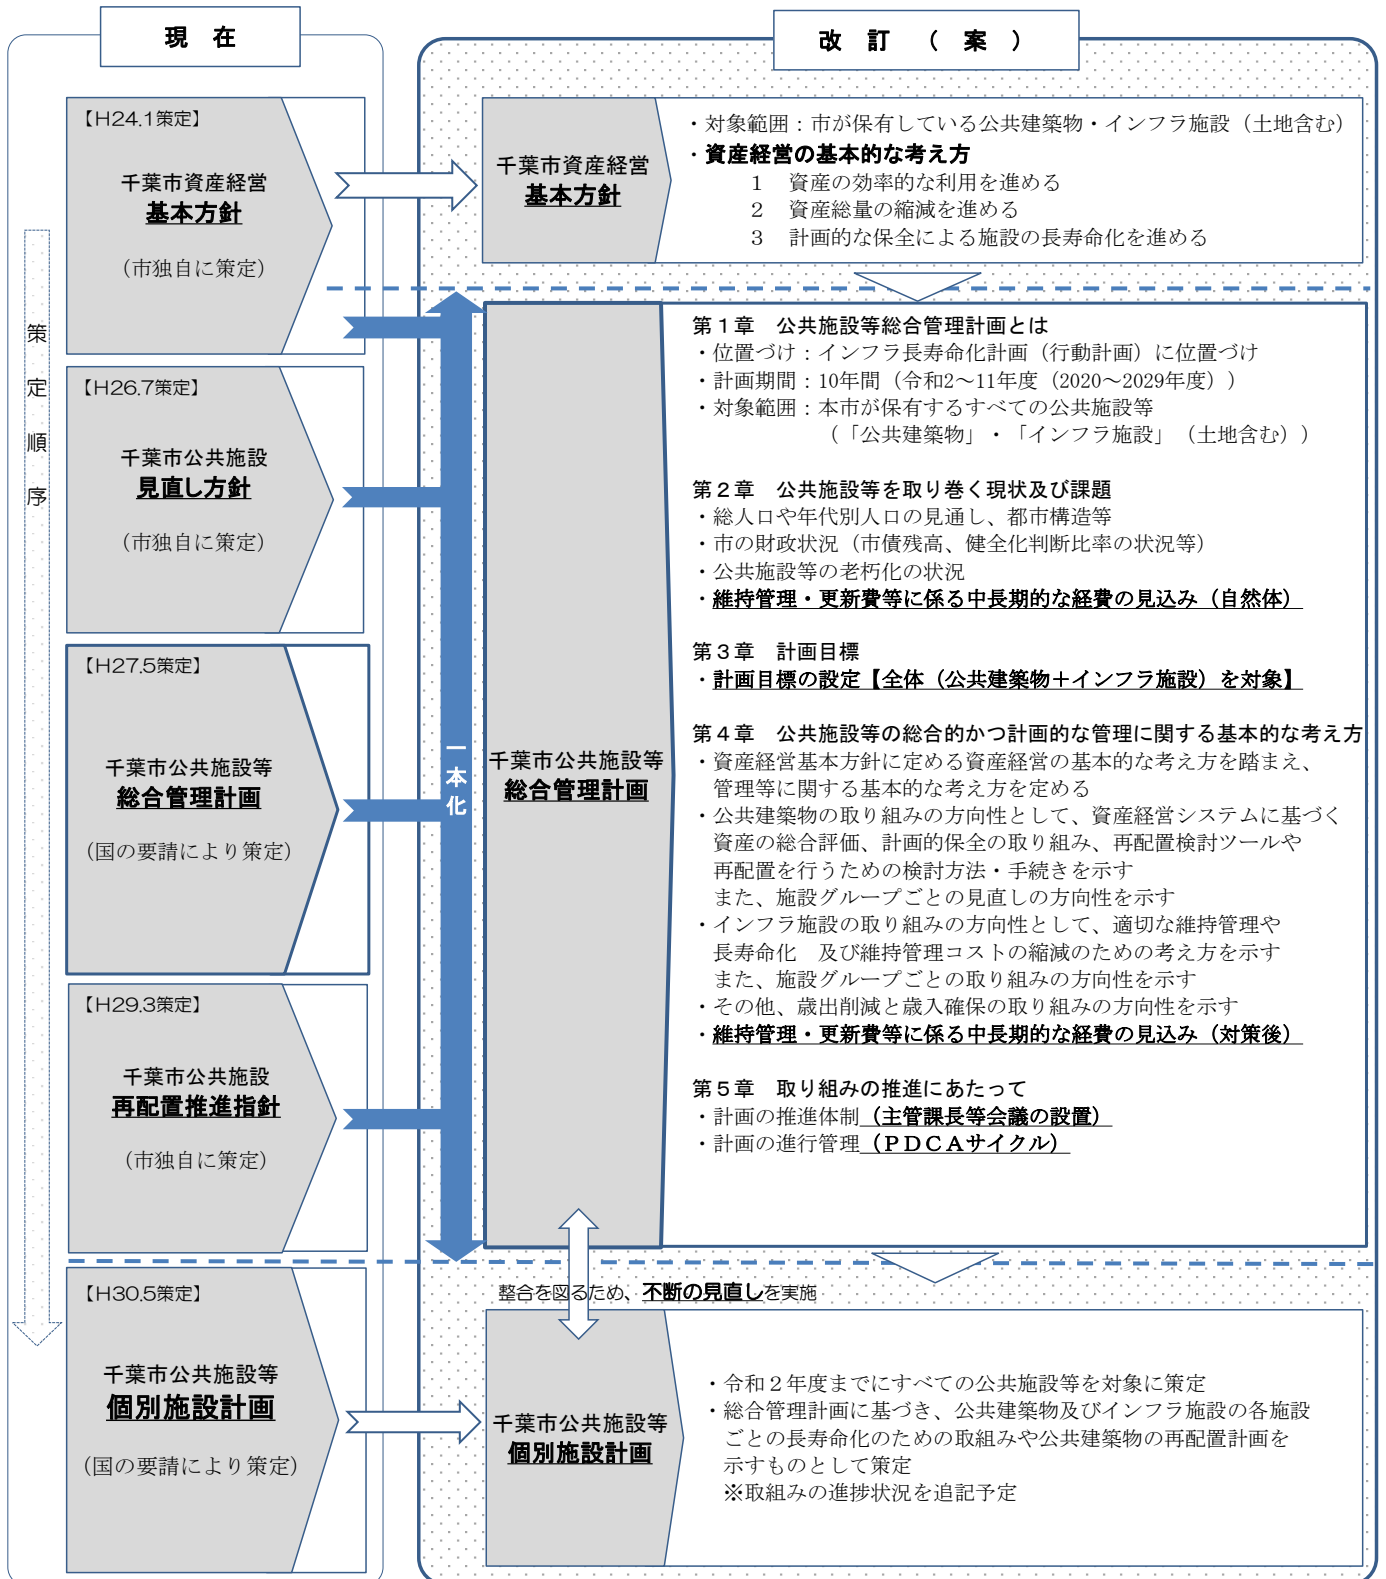 現 在
【H24.1策定】
千葉市資産経営
基本方針
（市独自に策定）
策定順序
【H26.7策定】
千葉市公共施設
見直し方針
（市独自に策定）
【H27.5策定】
千葉市公共施設等
総合管理計画
（国の要請により策定）
【H29.3策定】
千葉市公共施設
再配置推進指針
（市独自に策定）
【H30.5策定】
千葉市公共施設等
個別施設計画
（国の要請により策定）
一本化
改 訂 （ 案 ）
千葉市資産経営
基本方針
・対象範囲：市が保有している公共建築物・インフラ施設（土地含む）
・資産経営の基本的な考え方
１　資産の効率的な利用を進める
２　資産総量の縮減を進める
３　計画的な保全による施設の長寿命化を進める
千葉市公共施設等
総合管理計画
第１章　公共施設等総合管理計画とは
・位置づけ：インフラ長寿命化計画（行動計画）に位置づけ
・計画期間：10年間（令和2～11年度（2020～2029年度））
・対象範囲：本市が保有するすべての公共施設等
（「公共建築物」・「インフラ施設」（土地含む））
第２章　公共施設等を取り巻く現状及び課題
・総人口や年代別人口の見通し、都市構造等
・市の財政状況（市債残高、健全化判断比率の状況等）
・公共施設等の老朽化の状況
・維持管理・更新費等に係る中長期的な経費の見込み（自然体）
第３章　計画目標
・計画目標の設定【全体（公共建築物＋インフラ施設）を対象】
第４章　公共施設等の総合的かつ計画的な管理に関する基本的な考え方
・資産経営基本方針に定める資産経営の基本的な考え方を踏まえ、
管理等に関する基本的な考え方を定める
・公共建築物の取り組みの方向性として、資産経営システムに基づく
資産の総合評価、計画的保全の取り組み、再配置検討ツールや
再配置を行うための検討方法・手続きを示す
また、施設グループごとの見直しの方向性を示す
・インフラ施設の取り組みの方向性として、適切な維持管理や
長寿命化　及び維持管理コストの縮減のための考え方を示す
また、施設グループごとの取り組みの方向性を示す
・その他、歳出削減と歳入確保の取り組みの方向性を示す
・維持管理・更新費等に係る中長期的な経費の見込み（対策後）
第５章　取り組みの推進にあたって
・計画の推進体制（主管課長等会議の設置）
・計画の進行管理（ＰＤＣＡサイクル）
整合を図るため、不断の見直しを実施
千葉市公共施設等
個別施設計画
・令和２年度までにすべての公共施設等を対象に策定
・総合管理計画に基づき、公共建築物及びインフラ施設の各施設
ごとの長寿命化のための取組みや公共建築物の再配置計画を
示すものとして策定
※取組みの進捗状況を追記予定